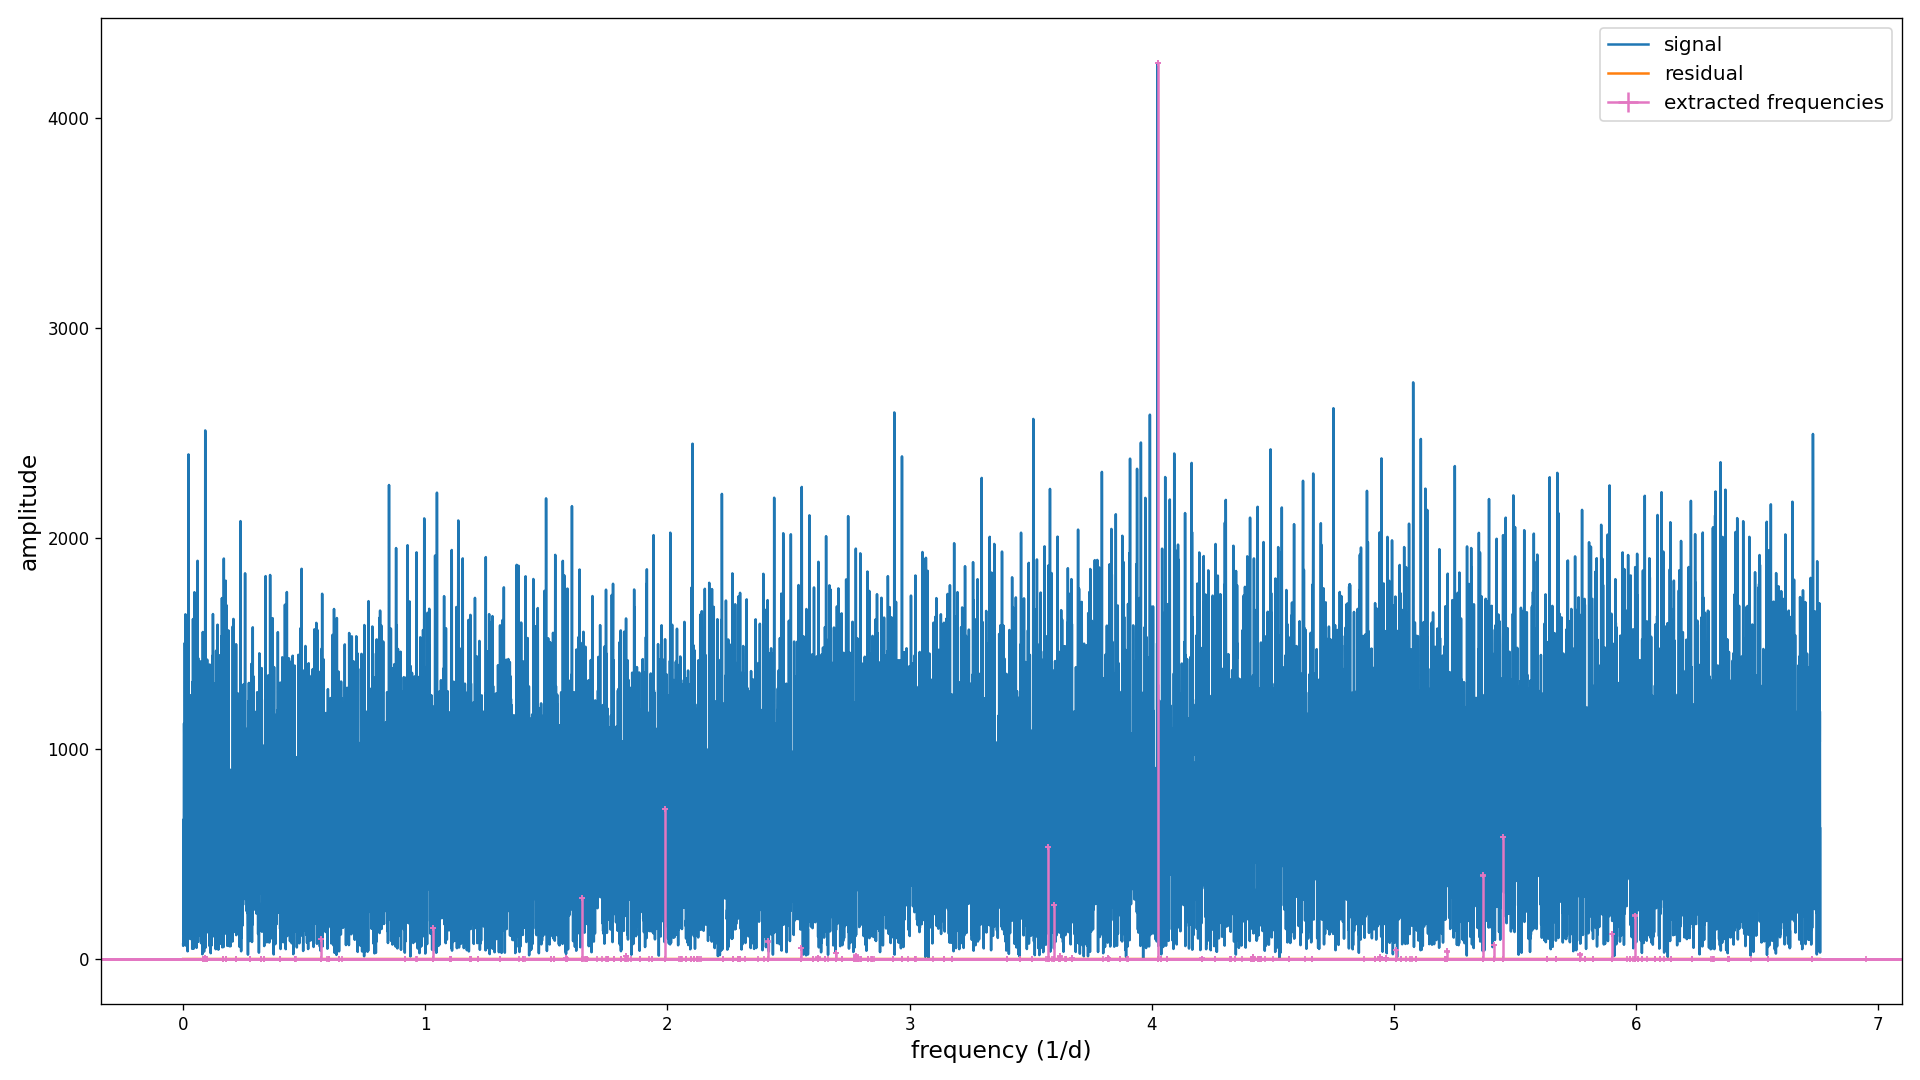 signal
residual
extracted frequencies
amplitude
4000
3000
2000
1000
0
0 1 2 3 4 5 6 7
frequency (1/d)